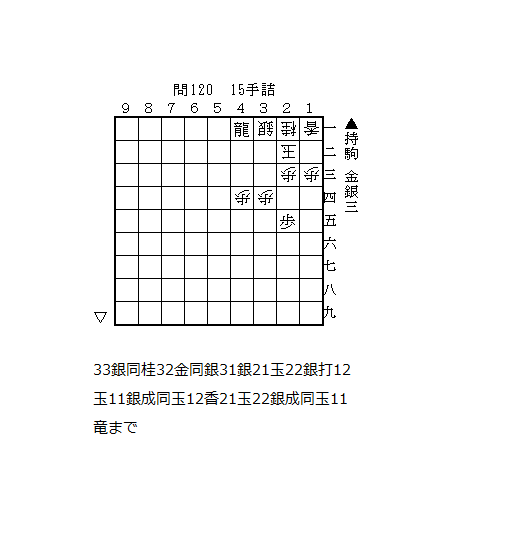 問120 15手詰
9 8 7 6 5 4 3 2 1
龍 銀 桂 香 一
玉 二
歩 歩 三
歩 歩 四
歩 五
六
七
八
九
▲持駒 金銀三
▽
33銀同桂32金同銀31銀21玉22銀打12
玉11銀成同玉12香21玉22銀成同玉11
竜まで